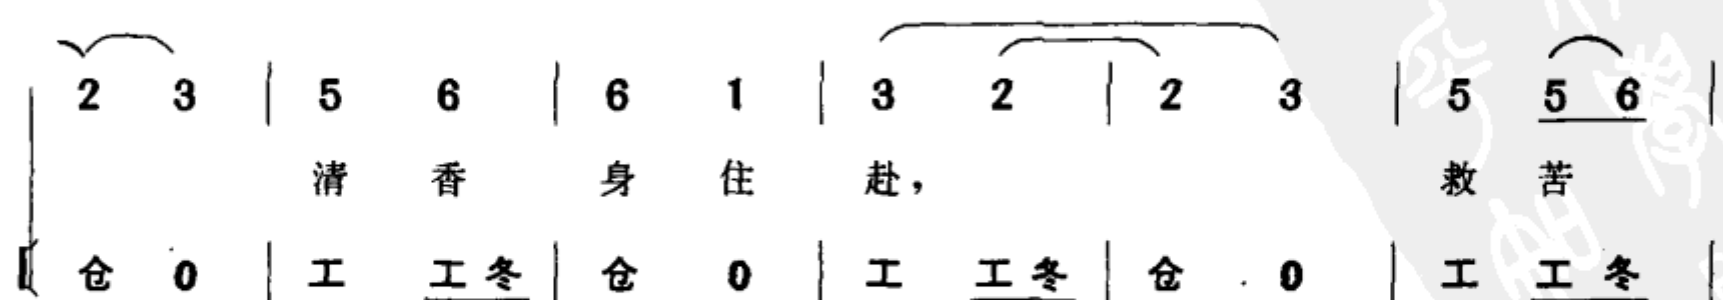 2 3 | 5 6 | 6 1 | 3 2 | 2 3 | 5 5 6 |
清 香 身 住 赴， 救 苦
仓 0 | 工 工 冬 | 仓 0 | 工 工 冬 | 仓 0 | 工 工 冬 |